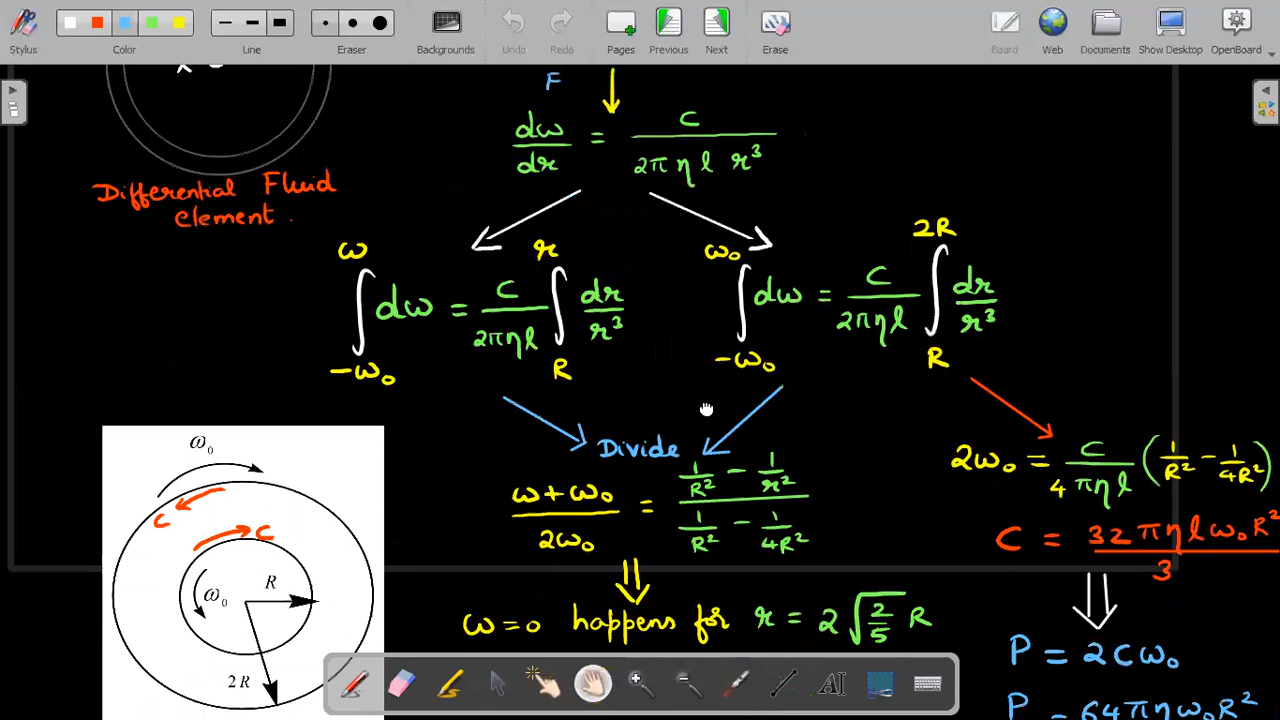 Stylus Color Line Eraser Backgrounds Undo Redo Pages Previous Next Erase Board Web Documents Show Desktop OpenBoard
F
dω/dr = C / 2πηl r³
Differential Fluid
Element.
∫_{-ω₀}^{ω} dω = C/2πηl ∫_{R}^{r} dr/r³
∫_{-ω₀}^{ω₀} dω = C/2πηl ∫_{R}^{2R} dr/r³
Divide
(ω + ω₀)/2ω₀ = (1/R² − 1/r²)/(1/R² − 1/4R²)
2ω₀ = C/4πηl (1/R² − 1/4R²)
C = 32πηlω₀R²/3
ω₀
C
C
R
ω₀
2R
ω=0 happens for r = 2√(2/5) R
P = 2Cω₀
P = 64πηω₀R²